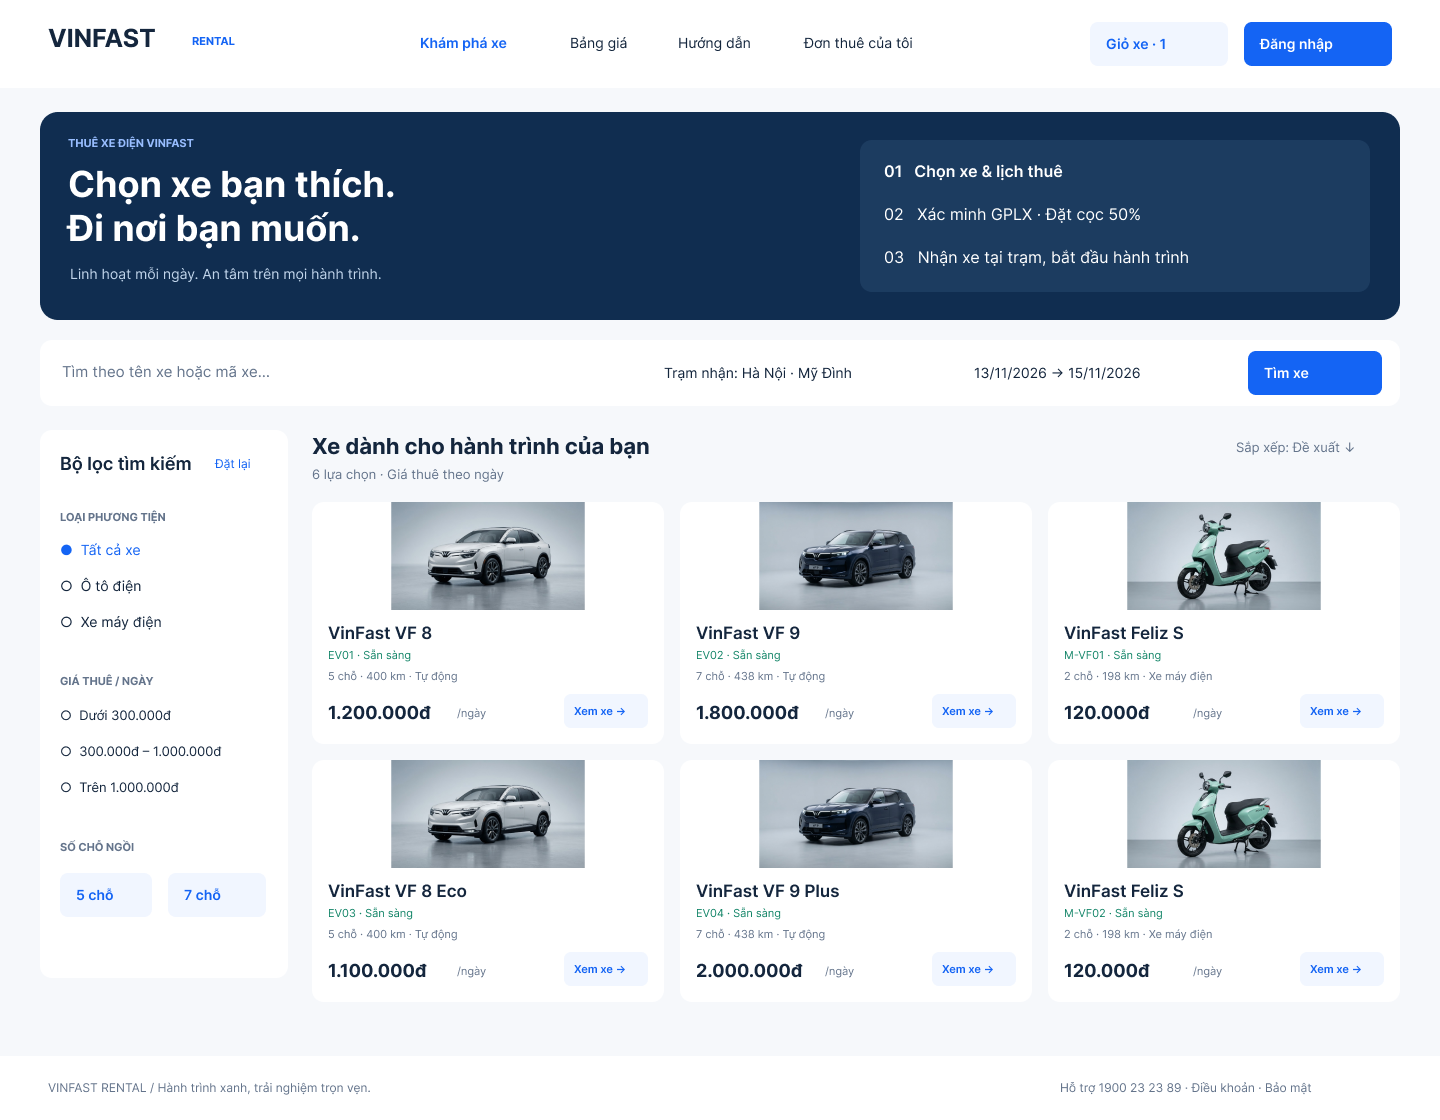 VINFAST RENTAL
Khám phá xe
Bảng giá
Hướng dẫn
Đơn thuê của tôi
Giỏ xe · 1
Đăng nhập
THUÊ XE ĐIỆN VINFAST
Chọn xe bạn thích.
Đi nơi bạn muốn.
Linh hoạt mỗi ngày. An tâm trên mọi hành trình.
01 Chọn xe & lịch thuê
02 Xác minh GPLX · Đặt cọc 50%
03 Nhận xe tại trạm, bắt đầu hành trình
Tìm theo tên xe hoặc mã xe...
Trạm nhận: Hà Nội · Mỹ Đình
13/11/2026 → 15/11/2026
Tìm xe
Bộ lọc tìm kiếm
Đặt lại
LOẠI PHƯƠNG TIỆN
Tất cả xe
Ô tô điện
Xe máy điện
GIÁ THUÊ / NGÀY
Dưới 300.000đ
300.000đ – 1.000.000đ
Trên 1.000.000đ
SỐ CHỖ NGỒI
5 chỗ
7 chỗ
Xe dành cho hành trình của bạn
6 lựa chọn · Giá thuê theo ngày
Sắp xếp: Đề xuất ↓
VinFast VF 8
EV01 · Sẵn sàng
5 chỗ · 400 km · Tự động
1.200.000đ /ngày
Xem xe →
VinFast VF 9
EV02 · Sẵn sàng
7 chỗ · 438 km · Tự động
1.800.000đ /ngày
Xem xe →
VinFast Feliz S
M-VF01 · Sẵn sàng
2 chỗ · 198 km · Xe máy điện
120.000đ /ngày
Xem xe →
VinFast VF 8 Eco
EV03 · Sẵn sàng
5 chỗ · 400 km · Tự động
1.100.000đ /ngày
Xem xe →
VinFast VF 9 Plus
EV04 · Sẵn sàng
7 chỗ · 438 km · Tự động
2.000.000đ /ngày
Xem xe →
VinFast Feliz S
M-VF02 · Sẵn sàng
2 chỗ · 198 km · Xe máy điện
120.000đ /ngày
Xem xe →
VINFAST RENTAL / Hành trình xanh, trải nghiệm trọn vẹn.
Hỗ trợ 1900 23 23 89 · Điều khoản · Bảo mật